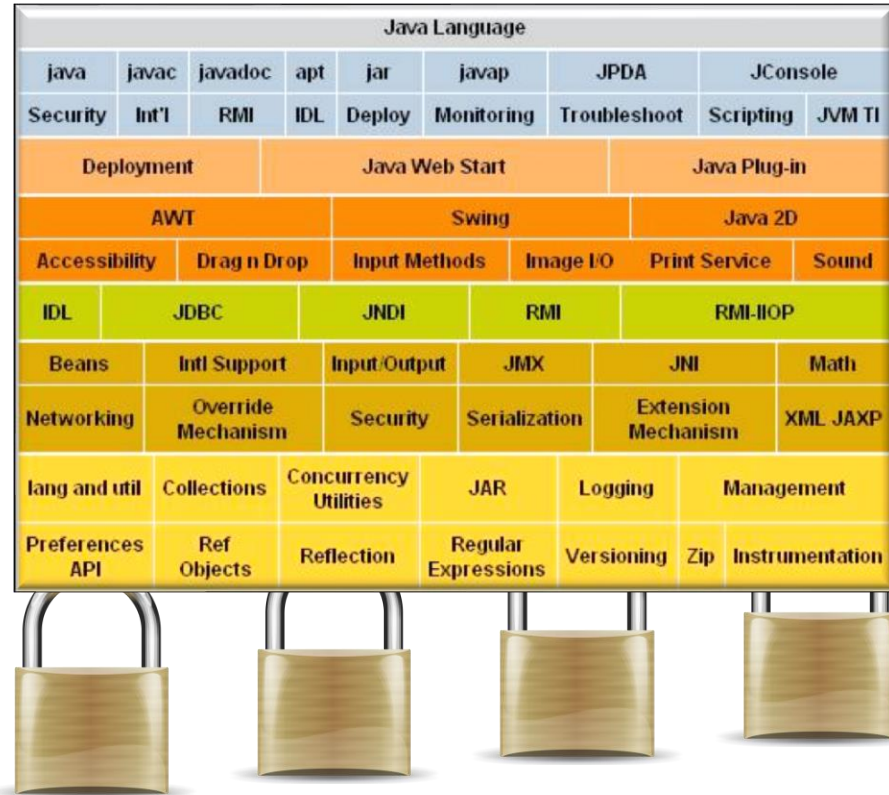 Java Language
java javac javadoc apt jar javap JPDA JConsole
Security Int'l RMI IDL Deploy Monitoring Troubleshoot Scripting JVM TI
Deployment Java Web Start Java Plug-in
AWT Swing Java 2D
Accessibility Drag n Drop Input Methods Image I/O Print Service Sound
IDL JDBC JNDI RMI RMI-IIOP
Beans Intl Support Input/Output JMX JNI Math
Networking Override Mechanism Security Serialization Extension Mechanism XML JAXP
lang and util Collections Concurrency Utilities JAR Logging Management
Preferences API Ref Objects Reflection Regular Expressions Versioning Zip Instrumentation